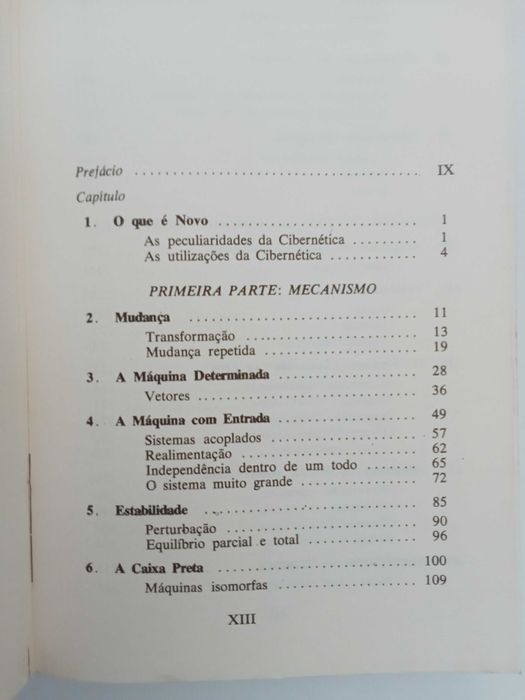 Prefácio ........................................ IX
Capítulo
1. O que é Novo ............................ 1
As peculiaridades da Cibernética ......... 1
As utilizações da Cibernética ............ 4
PRIMEIRA PARTE: MECANISMO
2. Mudança ................................ 11
Transformação ......................... 13
Mudança repetida ...................... 19
3. A Máquina Determinada .................. 28
Vetores ............................... 36
4. A Máquina com Entrada .................. 49
Sistemas acoplados .................... 57
Realimentação ......................... 62
Independência dentro de um todo ....... 65
O sistema muito grande ................ 72
5. Estabilidade ........................... 85
Perturbação ........................... 90
Equilíbrio parcial e total ............ 96
6. A Caixa Preta .......................... 100
Máquinas isomorfas .................... 109
XIII